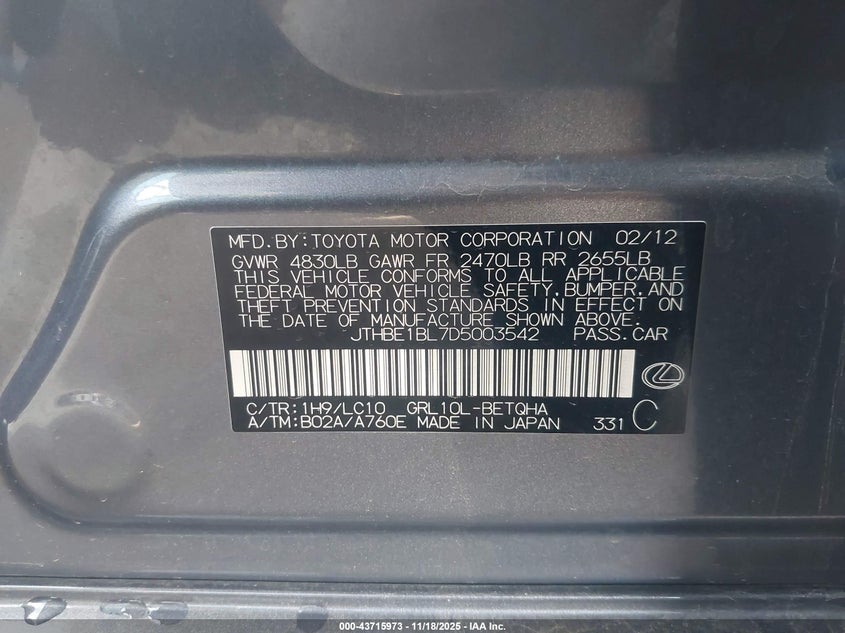 MFD.BY:TOYOTA MOTOR CORPORATION 02/12
GVWR 4830LB GAWR FR 2470LB RR 2655LB
THIS VEHICLE CONFORMS TO ALL APPLICABLE
FEDERAL MOTOR VEHICLE SAFETY,BUMPER,AND
THEFT PREVENTION STANDARDS IN EFFECT ON
THE DATE OF MANUFACTURE SHOWN ABOVE.
JTHBE1BL7D5003542 PASS.CAR
C/TR:1H9/LC10 GRL10L-BETQHA
A/TM:B02A/A760E MADE IN JAPAN 331 C
000-43715973 - 11/18/2025 - IAA Inc.